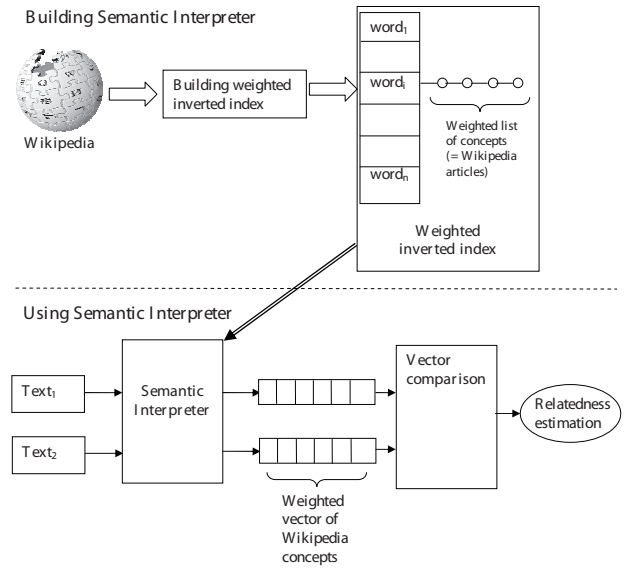 Building Semantic Interpreter
word₁
Building weighted
inverted index
wordᵢ
Wikipedia
Weighted list
of concepts
(= Wikipedia
articles)
wordₙ
Weighted
inverted index
Using Semantic Interpreter
Text₁
Text₂
Semantic
Interpreter
Vector
comparison
Relatedness
estimation
Weighted
vector of
Wikipedia
concepts